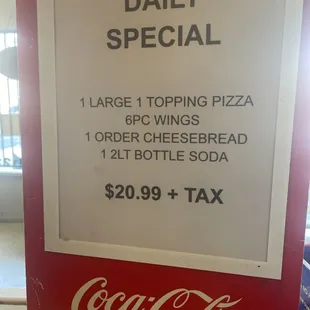 DAILY
SPECIAL
1 LARGE 1 TOPPING PIZZA
6PC WINGS
1 ORDER CHEESEBREAD
1 2LT BOTTLE SODA
$20.99 + TAX
Coca-Cola